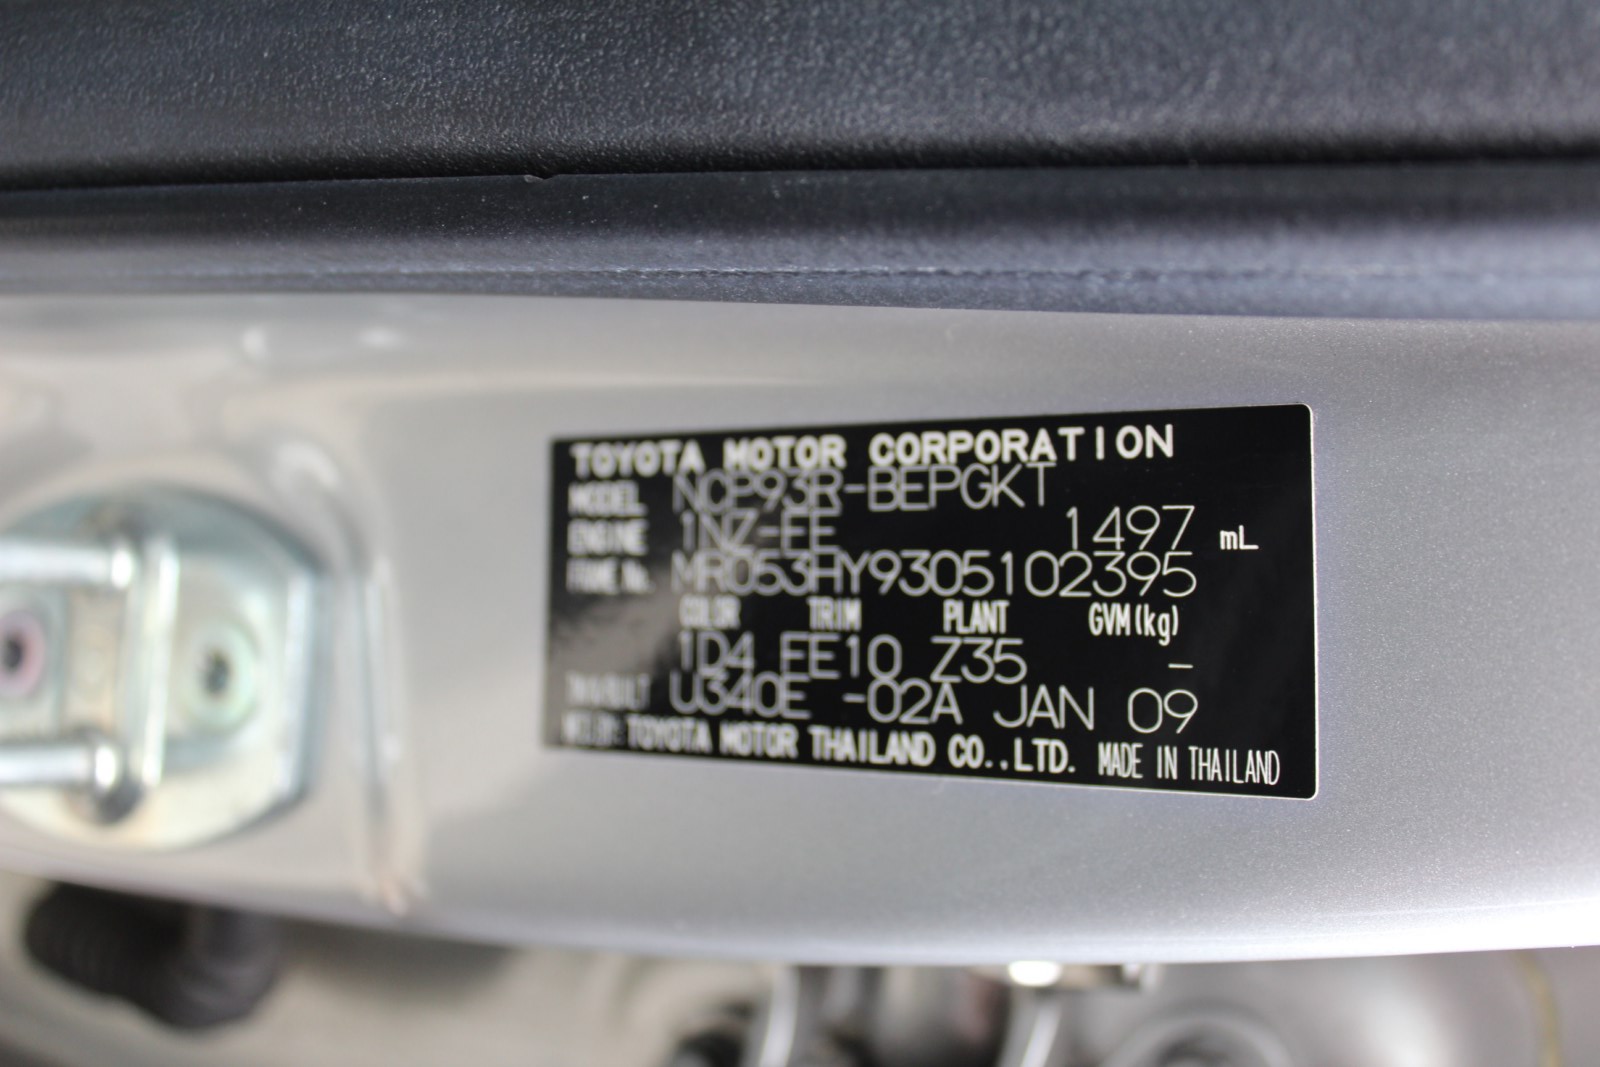 TOYOTA MOTOR CORPORATION
MODEL NCP93R-BEPGKT
ENGINE 1NZ-FE 1497 mL
FRAME No. MR053HY9305102395
COLOR TRIM PLANT GVM(kg)
1D4 FE10 Z35 -
U340E -02A JAN 09
TOYOTA MOTOR THAILAND CO.,LTD. MADE IN THAILAND